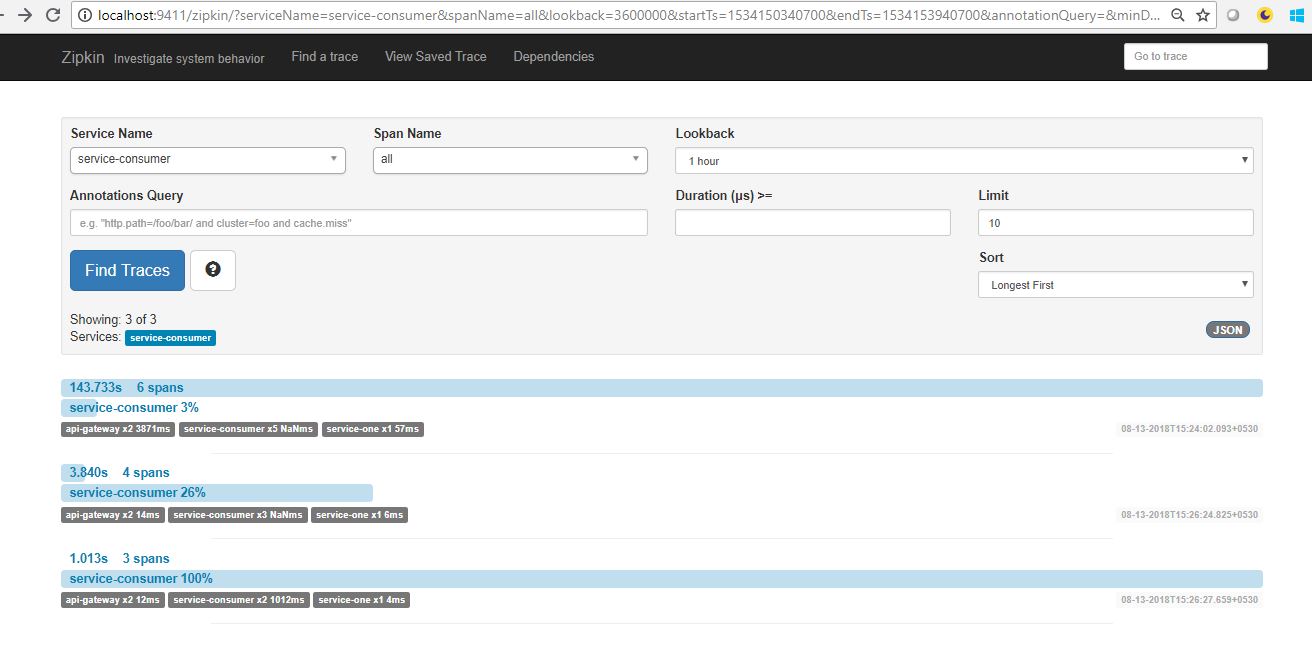 localhost:9411/zipkin/?serviceName=service-consumer&spanName=all&lookback=3600000&startTs=1534150340700&endTs=1534153940700&annotationQuery=&minD...
Zipkin Investigate system behavior Find a trace View Saved Trace Dependencies Go to trace
Service Name Span Name Lookback
service-consumer all 1 hour
Annotations Query Duration (μs) >= Limit
e.g. "http.path=/foo/bar/ and cluster=foo and cache.miss" 10
Find Traces ? Sort
Longest First
Showing: 3 of 3
Services: service-consumer JSON
143.733s 6 spans
service-consumer 3%
api-gateway x2 3871ms service-consumer x5 NaNms service-one x1 57ms 08-13-2018T15:24:02.093+0530
3.840s 4 spans
service-consumer 26%
api-gateway x2 14ms service-consumer x3 NaNms service-one x1 6ms 08-13-2018T15:26:24.825+0530
1.013s 3 spans
service-consumer 100%
api-gateway x2 12ms service-consumer x2 1012ms service-one x1 4ms 08-13-2018T15:26:27.659+0530